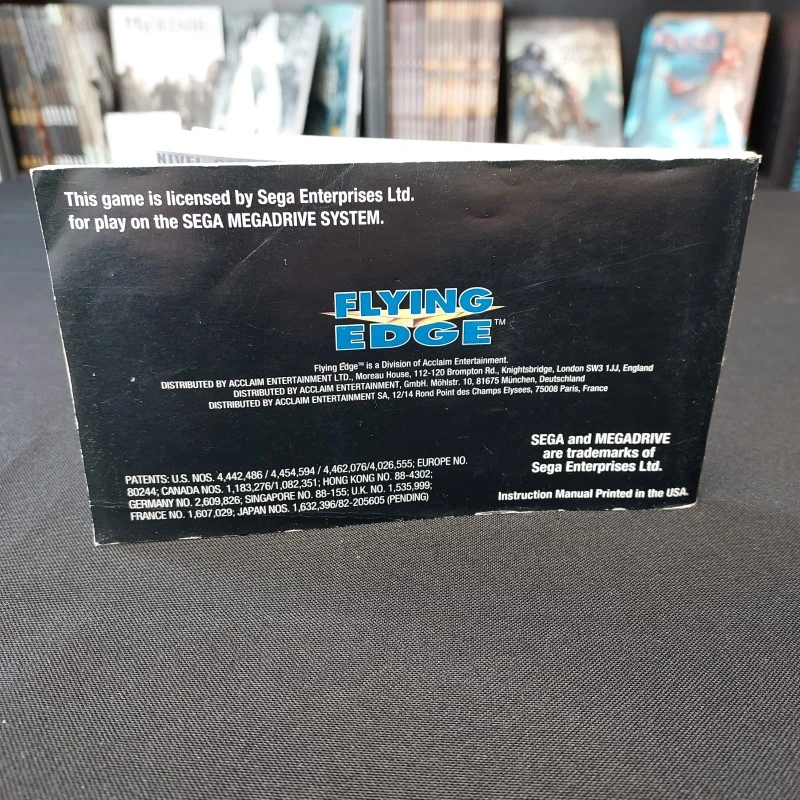 NIVEL
This game is licensed by Sega Enterprises Ltd.
for play on the SEGA MEGADRIVE SYSTEM.
FLYING
EDGE™
Flying Edge™ is a Division of Acclaim Entertainment.
DISTRIBUTED BY ACCLAIM ENTERTAINMENT LTD., Moreau House, 112-120 Brompton Rd., Knightsbridge, London SW3 1JJ, England
DISTRIBUTED BY ACCLAIM ENTERTAINMENT, GmbH. Möhlstr. 10, 81675 München, Deutschland
DISTRIBUTED BY ACCLAIM ENTERTAINMENT SA, 12/14 Rond Point des Champs Elysees, 75008 Paris, France
PATENTS: U.S. NOS. 4,442,486 / 4,454,594 / 4,462,076/4,026,555; EUROPE NO.
80244; CANADA NOS. 1,183,276/1,082,351; HONG KONG NO. 88-4302;
GERMANY NO. 2,609,826; SINGAPORE NO. 88-155; U.K. NO. 1,535,999;
FRANCE NO. 1,607,029; JAPAN NOS. 1,632,396/82-205605 (PENDING)
SEGA and MEGADRIVE
are trademarks of
Sega Enterprises Ltd.
Instruction Manual Printed in the USA.